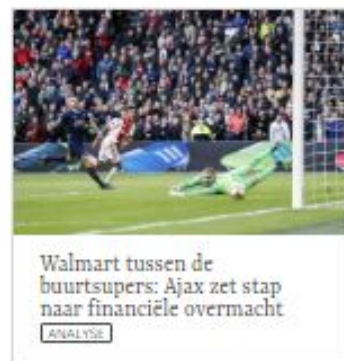 Walmart tussen de
buurtsupers: Ajax zet stap
naar financiële overmacht
ANALYSE